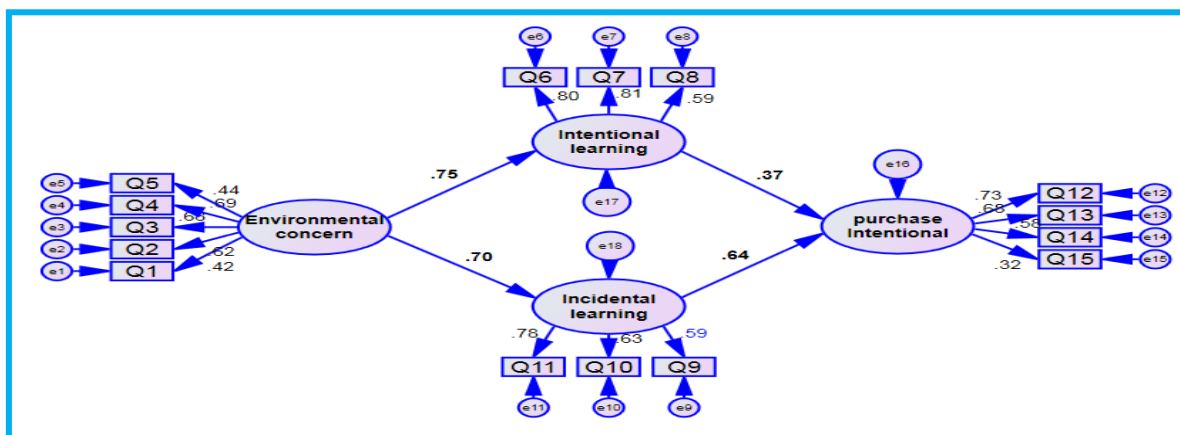 e6
e7
e8
Q6
Q7
Q8
.80
.81
.59
Intentional
learning
e16
.75
.37
e5
Q5
.44
e4
Q4
.69
e3
Q3
.68
e2
Q2
.62
e1
Q1
.42
Environmental
concern
e17
purchase
Intentional
.73
Q12
e12
.68
Q13
e13
.58
Q14
e14
.32
Q15
e15
e18
.70
.64
Incidental
learning
.78
.63
.59
Q11
Q10
Q9
e11
e10
e9